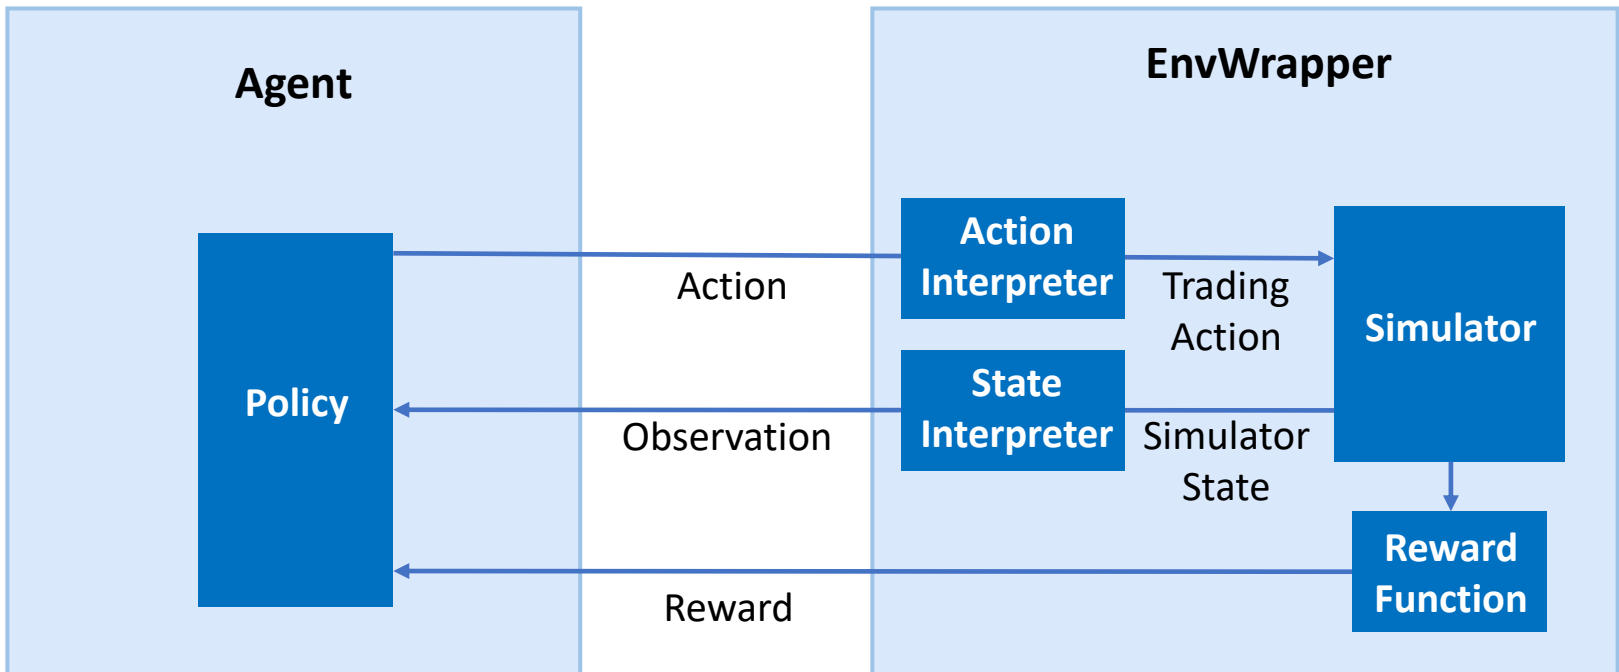 Agent
EnvWrapper
Action
Interpreter
Action
Trading
Action
Simulator
Policy
State
Interpreter
Observation
Simulator
State
Reward
Function
Reward